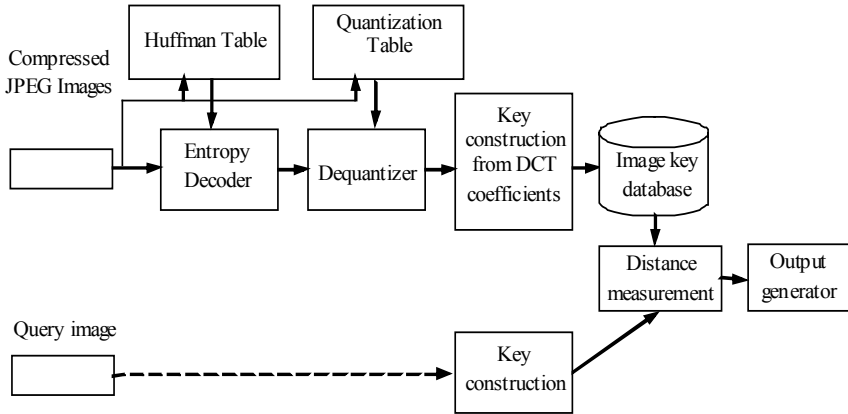 Huffman Table
Quantization
Table
Compressed
JPEG Images
Entropy
Decoder
Dequantizer
Key
construction
from DCT
coefficients
Image key
database
Distance
measurement
Output
generator
Query image
Key
construction